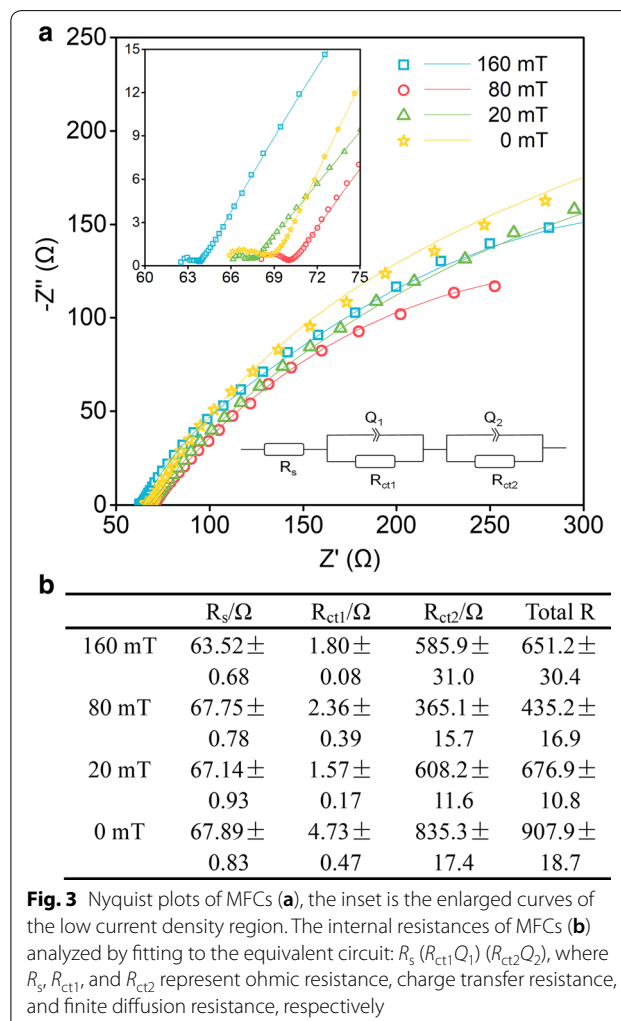 a
250
200
150
100
50
0
-Z" (Ω)
50 100 150 200 250 300
Z' (Ω)
15
12
9
6
3
0
60 63 66 69 72 75
160 mT
80 mT
20 mT
0 mT
Q1 Q2
Rs Rct1 Rct2
b
Rs/Ω Rct1/Ω Rct2/Ω Total R
160 mT 63.52± 1.80± 585.9± 651.2±
0.68 0.08 31.0 30.4
80 mT 67.75± 2.36± 365.1± 435.2±
0.78 0.39 15.7 16.9
20 mT 67.14± 1.57± 608.2± 676.9±
0.93 0.17 11.6 10.8
0 mT 67.89± 4.73± 835.3± 907.9±
0.83 0.47 17.4 18.7
Fig. 3 Nyquist plots of MFCs (a), the inset is the enlarged curves of
the low current density region. The internal resistances of MFCs (b)
analyzed by fitting to the equivalent circuit: Rs (Rct1Q1) (Rct2Q2), where
Rs, Rct1, and Rct2 represent ohmic resistance, charge transfer resistance,
and finite diffusion resistance, respectively